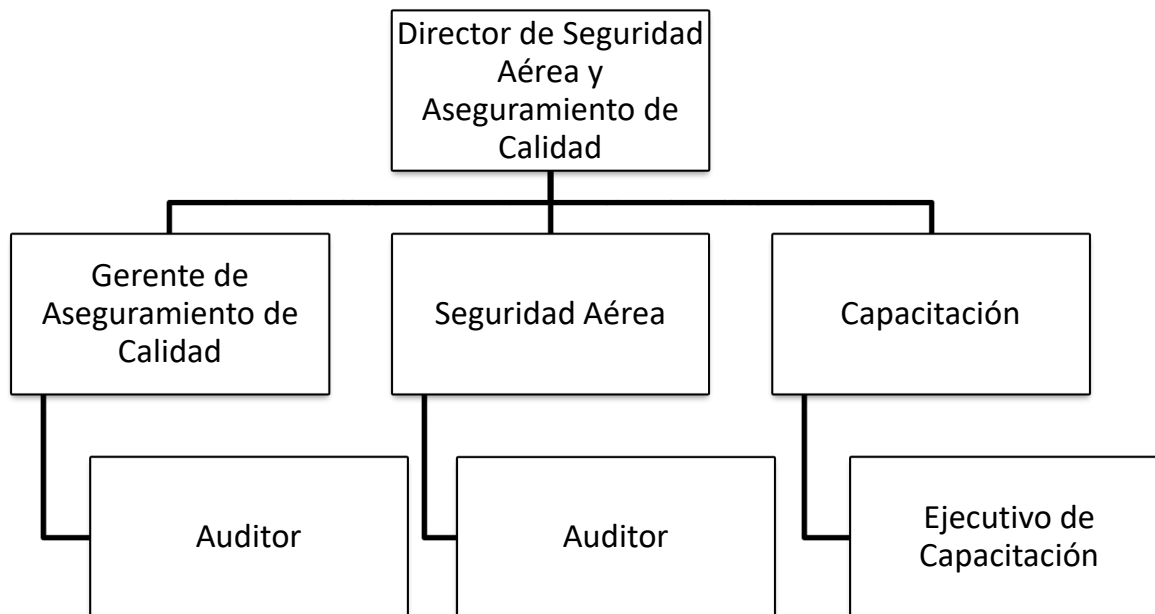 Director de Seguridad
Aérea y
Aseguramiento de
Calidad
Gerente de
Aseguramiento de
Calidad
Seguridad Aérea
Capacitación
Auditor
Auditor
Ejecutivo de
Capacitación